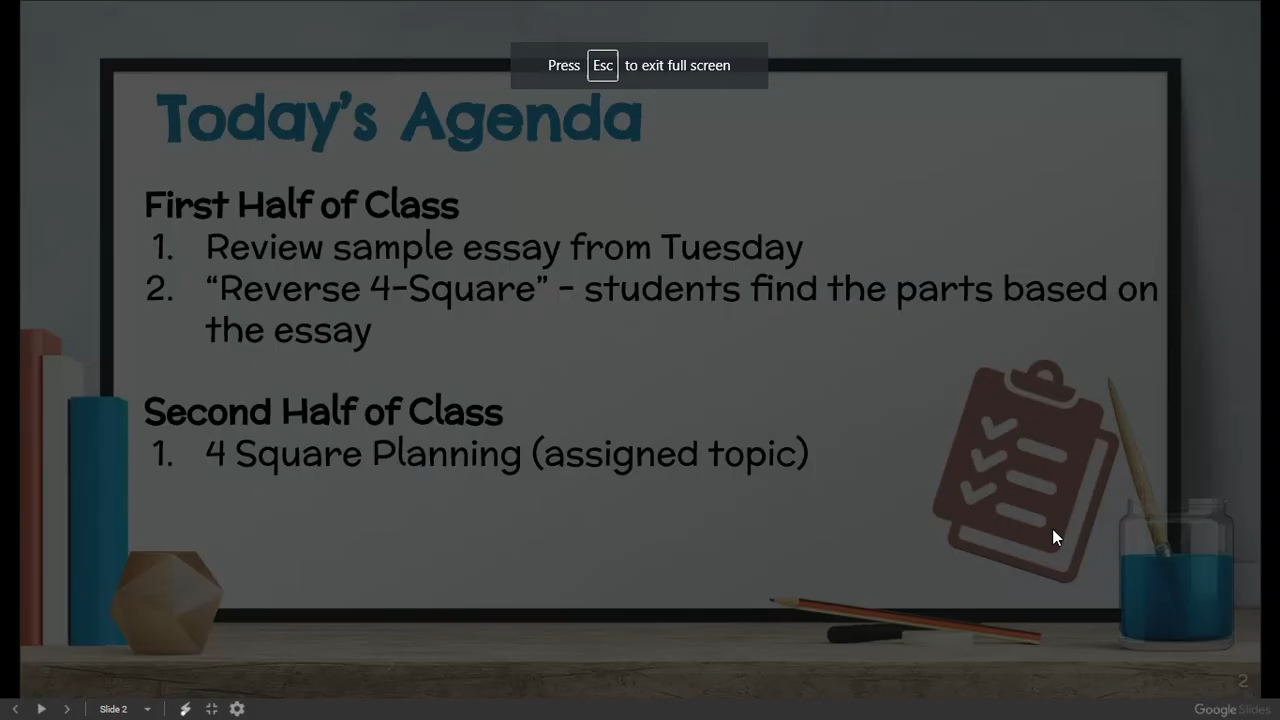 Press Esc to exit full screen
Today's Agenda
First Half of Class
1. Review sample essay from Tuesday
2. “Reverse 4-Square” - students find the parts based on
the essay
Second Half of Class
1. 4 Square Planning (assigned topic)
2
Slide 2
Google Slides